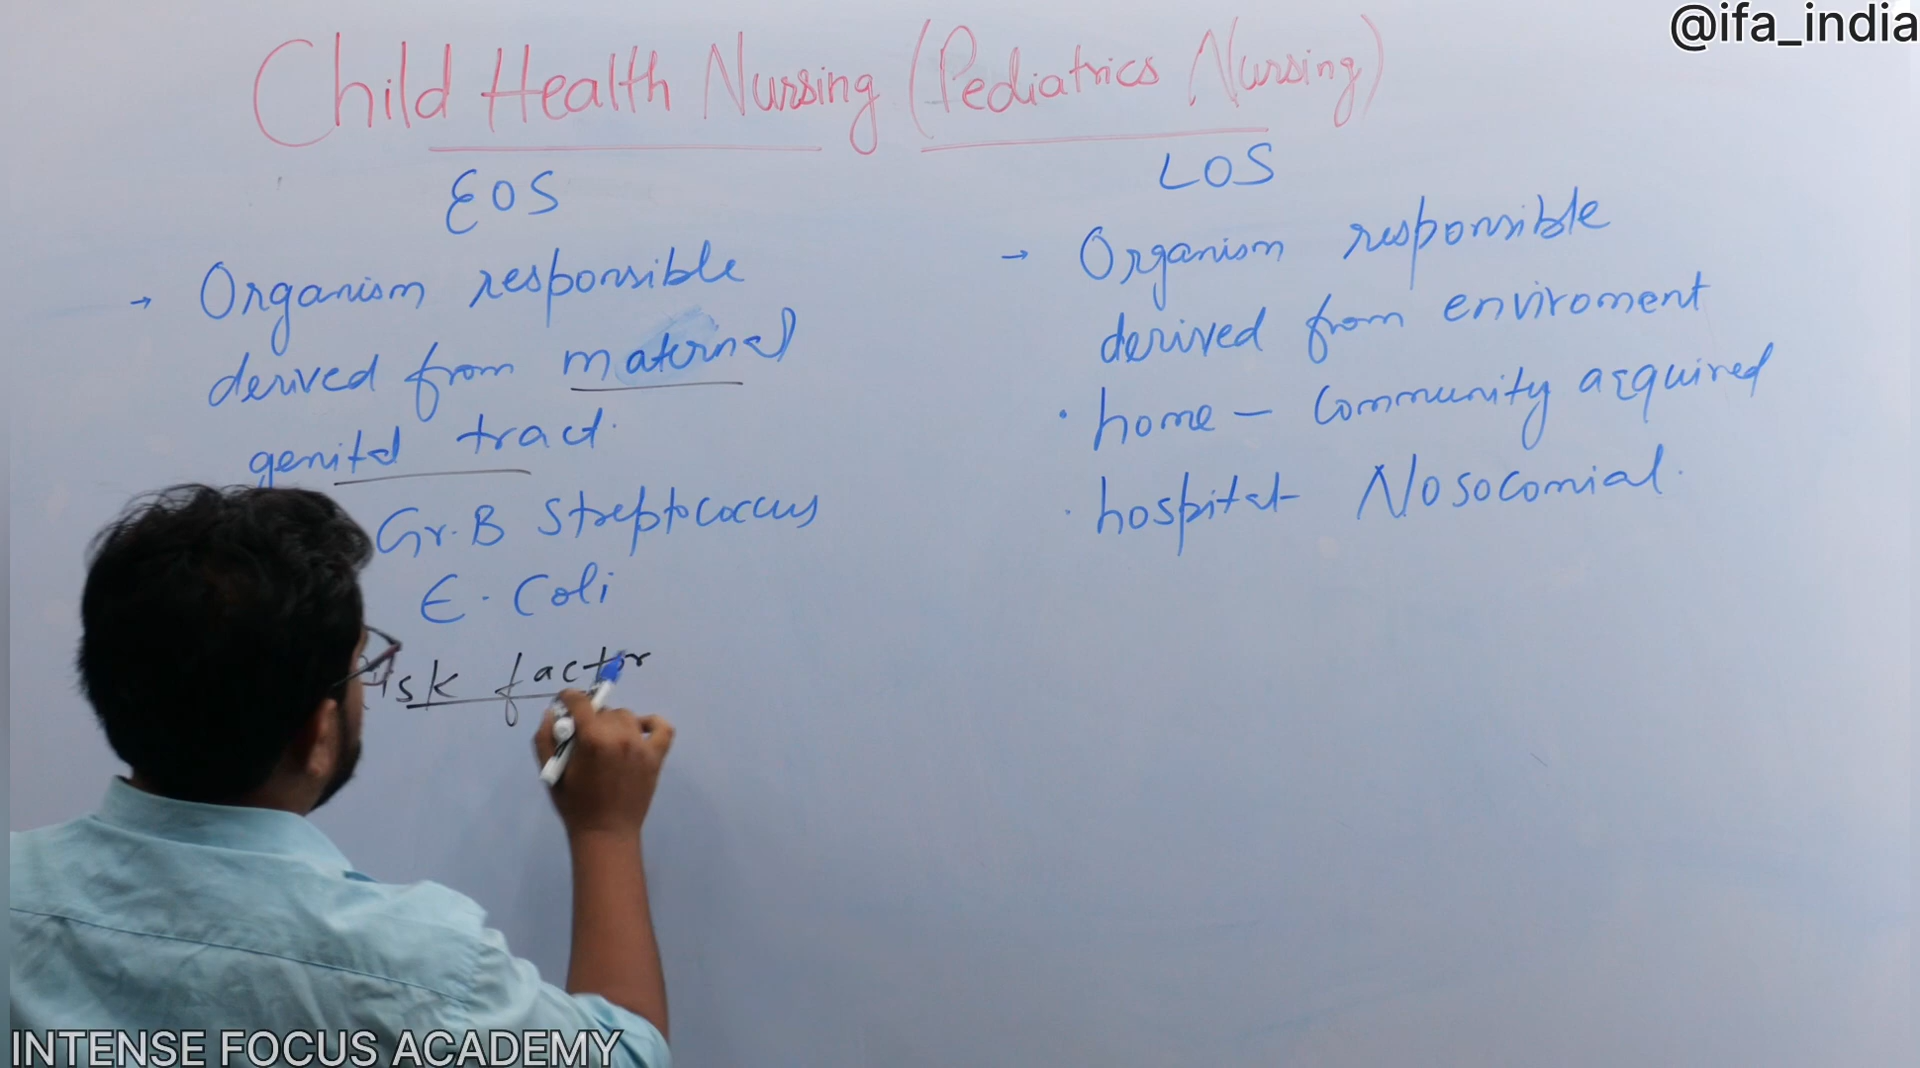 @ifa_india
Child Health Nursing (Pediatrics Nursing)
EOS
→ Organism responsible
derived from maternal
genital tract.
Gr. B Streptococcus
E. Coli
Risk factor
LOS
→ Organism responsible
derived from enviroment
· home - Community acquired
· hospital - Nosocomial.
INTENSE FOCUS ACADEMY